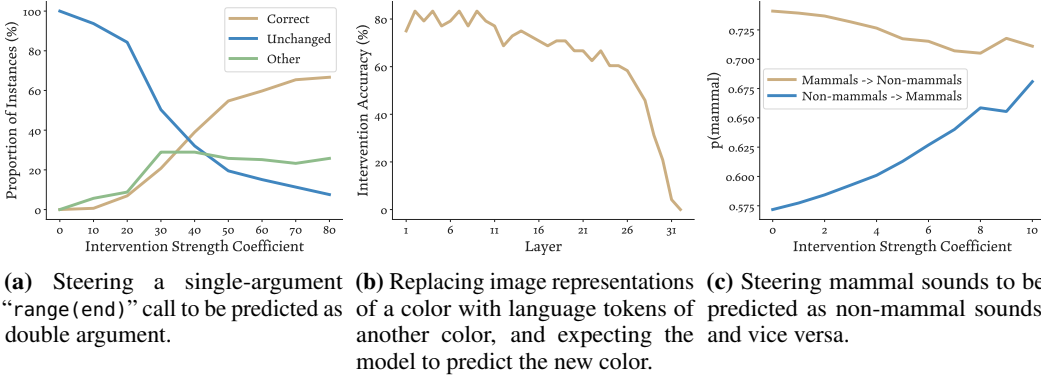 100
80
60
40
20
0
Proportion of Instances (%)
Correct
Unchanged
Other
0 10 20 30 40 50 60 70 80
Intervention Strength Coefficient
80
60
40
20
0
Intervention Accuracy (%)
1 6 11 16 21 26 31
Layer
0.725
0.700
0.675
0.650
0.625
0.600
0.575
p(mammal)
Mammals -> Non-mammals
Non-mammals -> Mammals
0 2 4 6 8 10
Intervention Strength Coefficient
(a) Steering a single-argument
“range(end)” call to be predicted as
double argument.
(b) Replacing image representations
of a color with language tokens of
another color, and expecting the
model to predict the new color.
(c) Steering mammal sounds to be
predicted as non-mammal sounds
and vice versa.